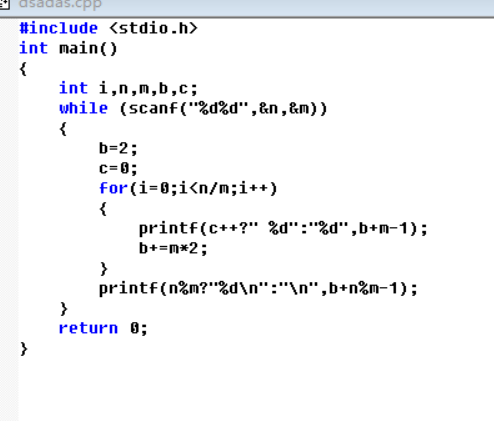 dsadas.cpp
#include <stdio.h>
int main()
{
    int i,n,m,b,c;
    while (scanf("%d%d",&n,&m))
    {
        b=2;
        c=0;
        for(i=0;i<n/m;i++)
        {
            printf(c++?" %d":"%d",b+m-1);
            b+=m*2;
        }
        printf(n%m?"%d\n":"\n",b+n%m-1);
    }
    return 0;
}